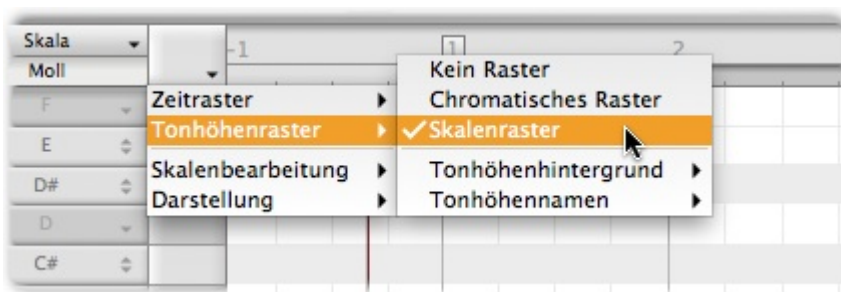 Skala
Moll
-1
1
2
Kein Raster
Zeitraster
Chromatisches Raster
Tonhöhenraster
Skalenraster
Skalenbearbeitung
Tonhöhenhintergrund
Darstellung
Tonhöhennamen
F
E
D#
D
C#